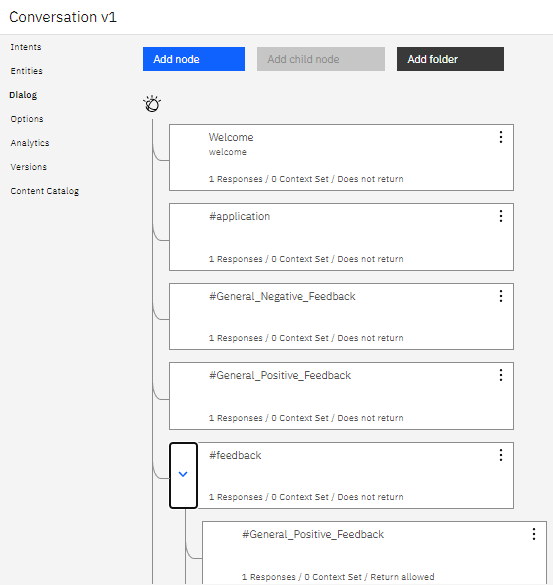 Conversation v1
Intents
Entities
Dialog
Options
Analytics
Versions
Content Catalog
Add node
Add child node
Add folder
Welcome
welcome
1 Responses / 0 Context Set / Does not return
#application
1 Responses / 0 Context Set / Does not return
#General_Negative_Feedback
1 Responses / 0 Context Set / Does not return
#General_Positive_Feedback
1 Responses / 0 Context Set / Does not return
#feedback
1 Responses / 0 Context Set / Does not return
#General_Positive_Feedback
1 Responses / 0 Context Set / Return allowed